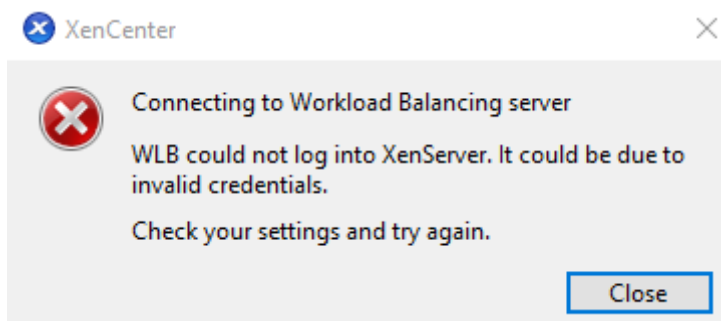 XenCenter
Connecting to Workload Balancing server
WLB could not log into XenServer. It could be due to
invalid credentials.
Check your settings and try again.
Close